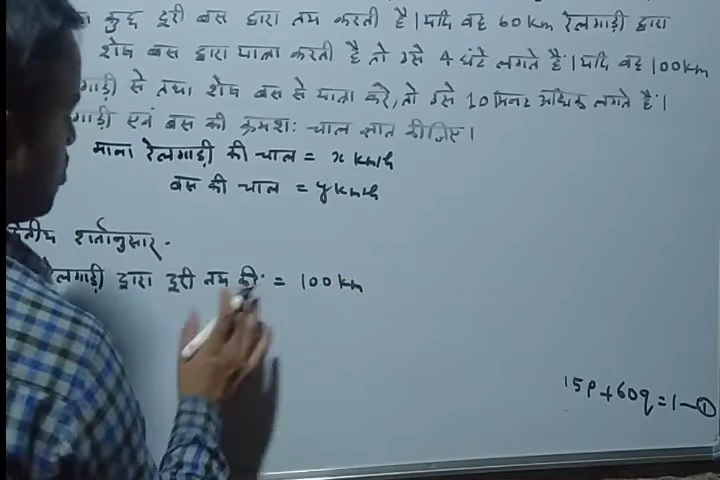 कुछ दूरी बस द्वारा तय करती है। यदि वह 60 km रेलगाड़ी द्वारा
शेष बस द्वारा यात्रा करती है तो उसे 4 घंटे लगते हैं। यदि वह 100 km
गाड़ी से तथा शेष बस से यात्रा करे, तो उसे 10 मिनट अधिक लगते हैं।
गाड़ी एवं बस की क्रमशः चाल ज्ञात कीजिए।
माना रेलगाड़ी की चाल = x km/h
बस की चाल = y km/h
शर्तानुसार.
रेलगाड़ी द्वारा दूरी तय की = 100 km
15p + 60q = 1 — ①